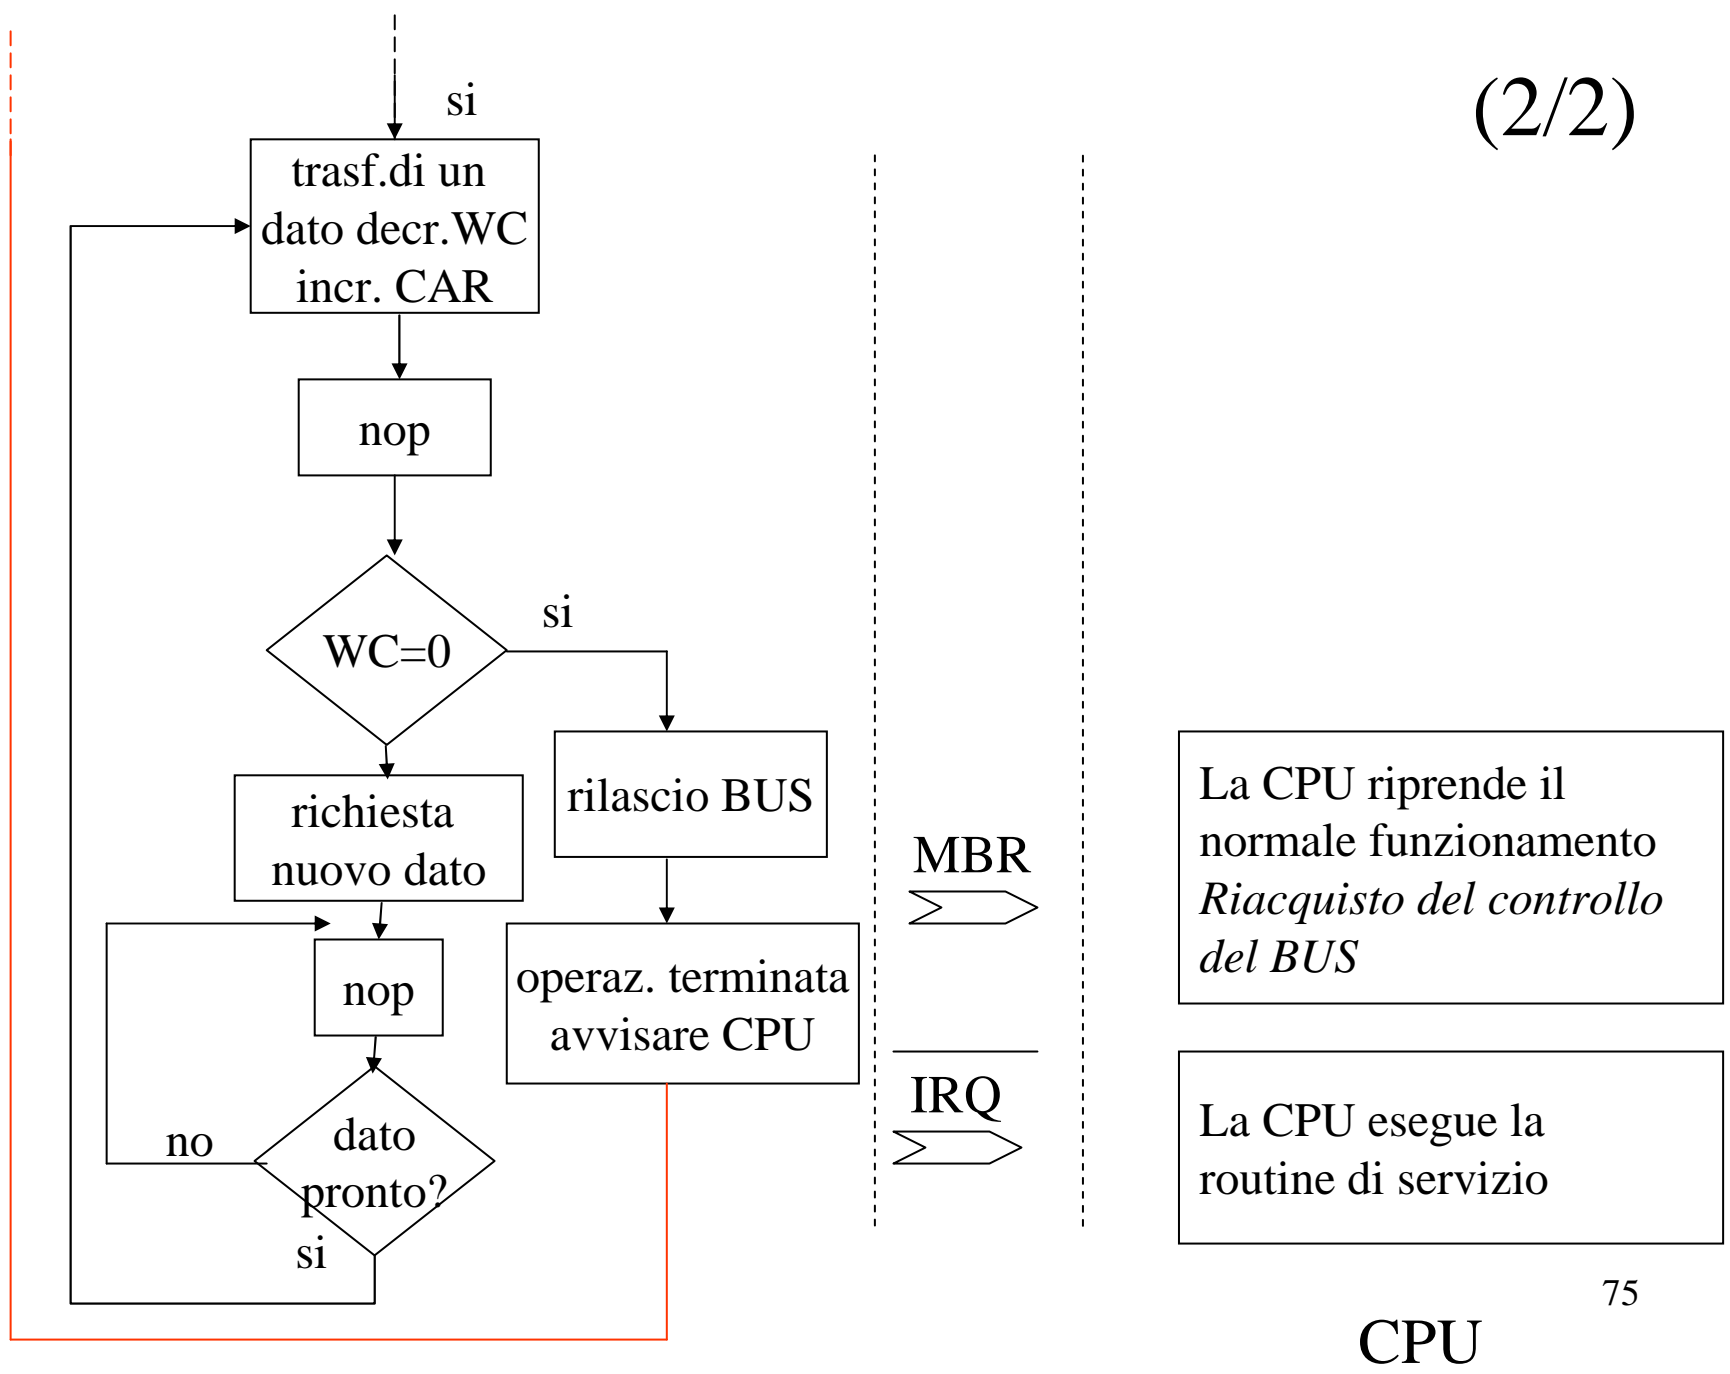 (2/2)
si
trasf.di un
dato decr.WC
incr. CAR
nop
WC=0
si
richiesta
nuovo dato
rilascio BUS
nop
operaz. terminata
avvisare CPU
no
dato
pronto?
si
MBR
IRQ
La CPU riprende il
normale funzionamento
Riacquisto del controllo
del BUS
La CPU esegue la
routine di servizio
75
CPU